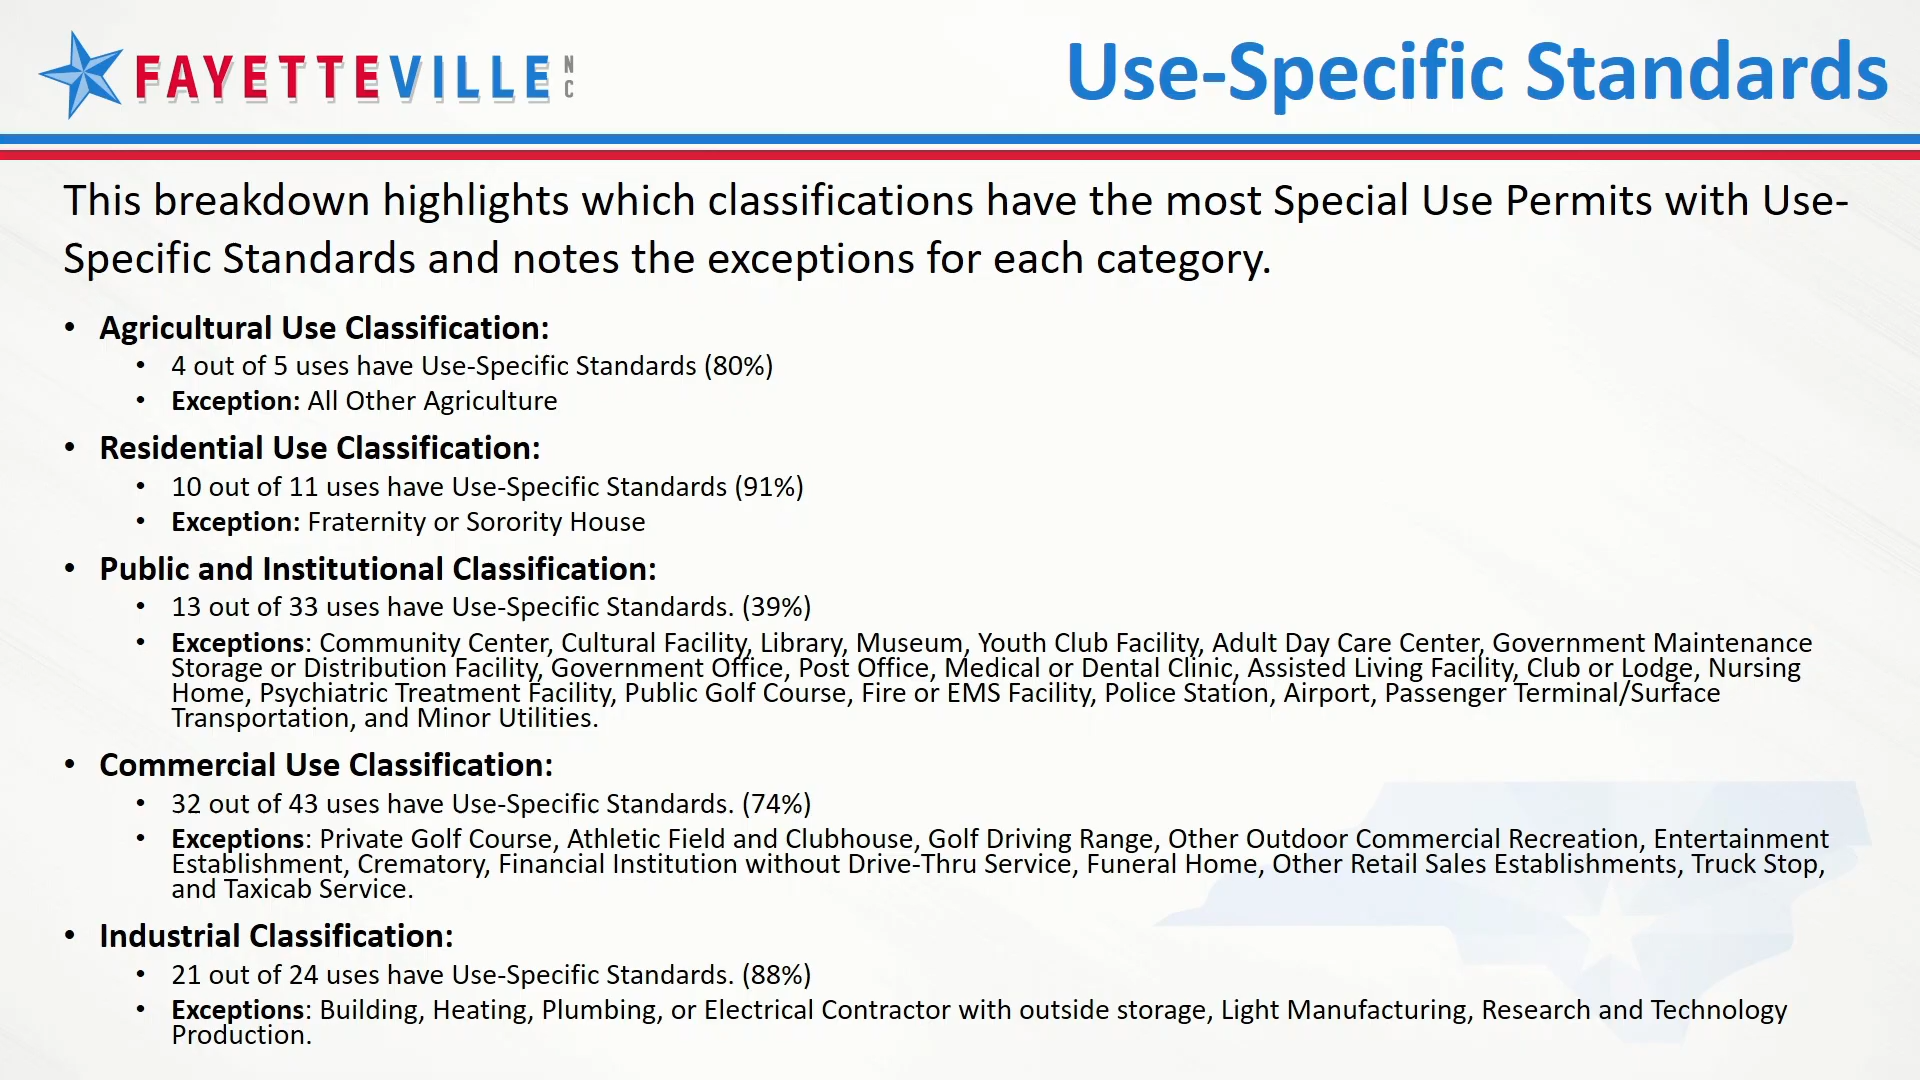 FAYETTEVILLE NC
Use-Specific Standards
This breakdown highlights which classifications have the most Special Use Permits with Use-
Specific Standards and notes the exceptions for each category.
• Agricultural Use Classification:
• 4 out of 5 uses have Use-Specific Standards (80%)
• Exception: All Other Agriculture
• Residential Use Classification:
• 10 out of 11 uses have Use-Specific Standards (91%)
• Exception: Fraternity or Sorority House
• Public and Institutional Classification:
• 13 out of 33 uses have Use-Specific Standards. (39%)
• Exceptions: Community Center, Cultural Facility, Library, Museum, Youth Club Facility, Adult Day Care Center, Government Maintenance
Storage or Distribution Facility, Government Office, Post Office, Medical or Dental Clinic, Assisted Living Facility, Club or Lodge, Nursing
Home, Psychiatric Treatment Facility, Public Golf Course, Fire or EMS Facility, Police Station, Airport, Passenger Terminal/Surface
Transportation, and Minor Utilities.
• Commercial Use Classification:
• 32 out of 43 uses have Use-Specific Standards. (74%)
• Exceptions: Private Golf Course, Athletic Field and Clubhouse, Golf Driving Range, Other Outdoor Commercial Recreation, Entertainment
Establishment, Crematory, Financial Institution without Drive-Thru Service, Funeral Home, Other Retail Sales Establishments, Truck Stop,
and Taxicab Service.
• Industrial Classification:
• 21 out of 24 uses have Use-Specific Standards. (88%)
• Exceptions: Building, Heating, Plumbing, or Electrical Contractor with outside storage, Light Manufacturing, Research and Technology
Production.